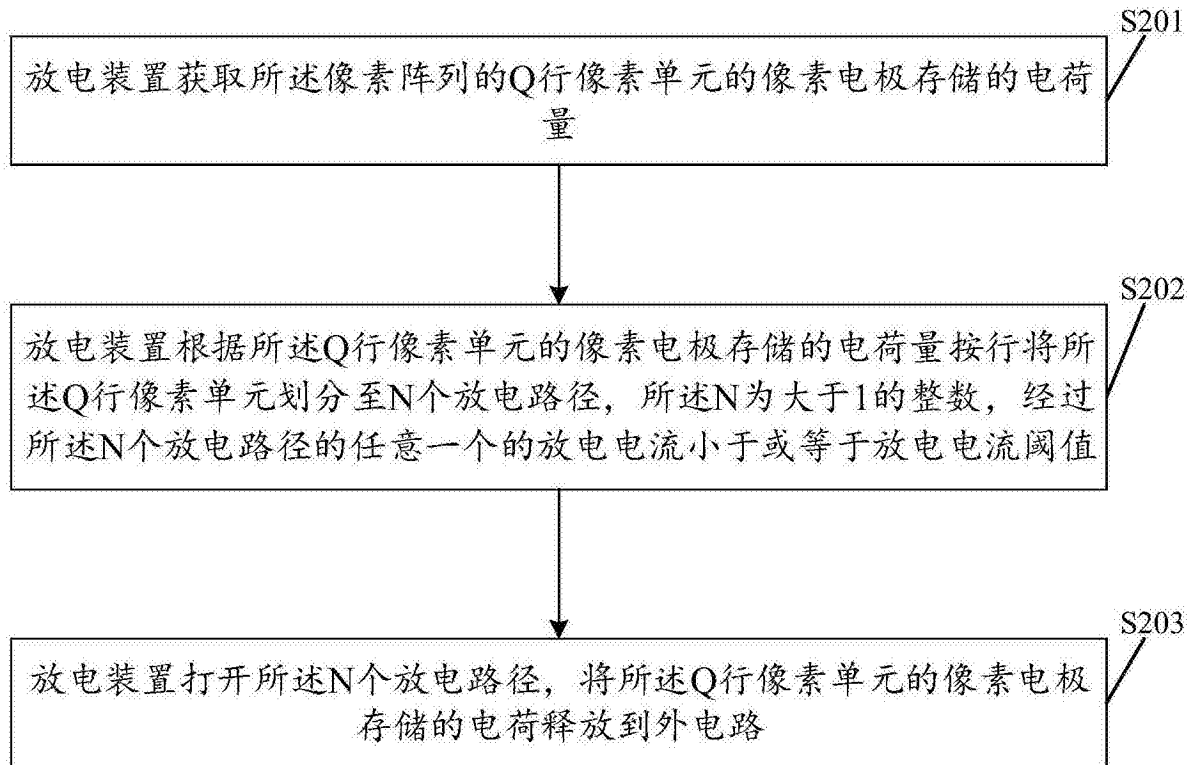 S201
放电装置获取所述像素阵列的Q行像素单元的像素电极存储的电荷
量
S202
放电装置根据所述Q行像素单元的像素电极存储的电荷量按行将所
述Q行像素单元划分至N个放电路径，所述N为大于1的整数，经过
所述N个放电路径的任意一个的放电电流小于或等于放电电流阈值
S203
放电装置打开所述N个放电路径，将所述Q行像素单元的像素电极
存储的电荷释放到外电路